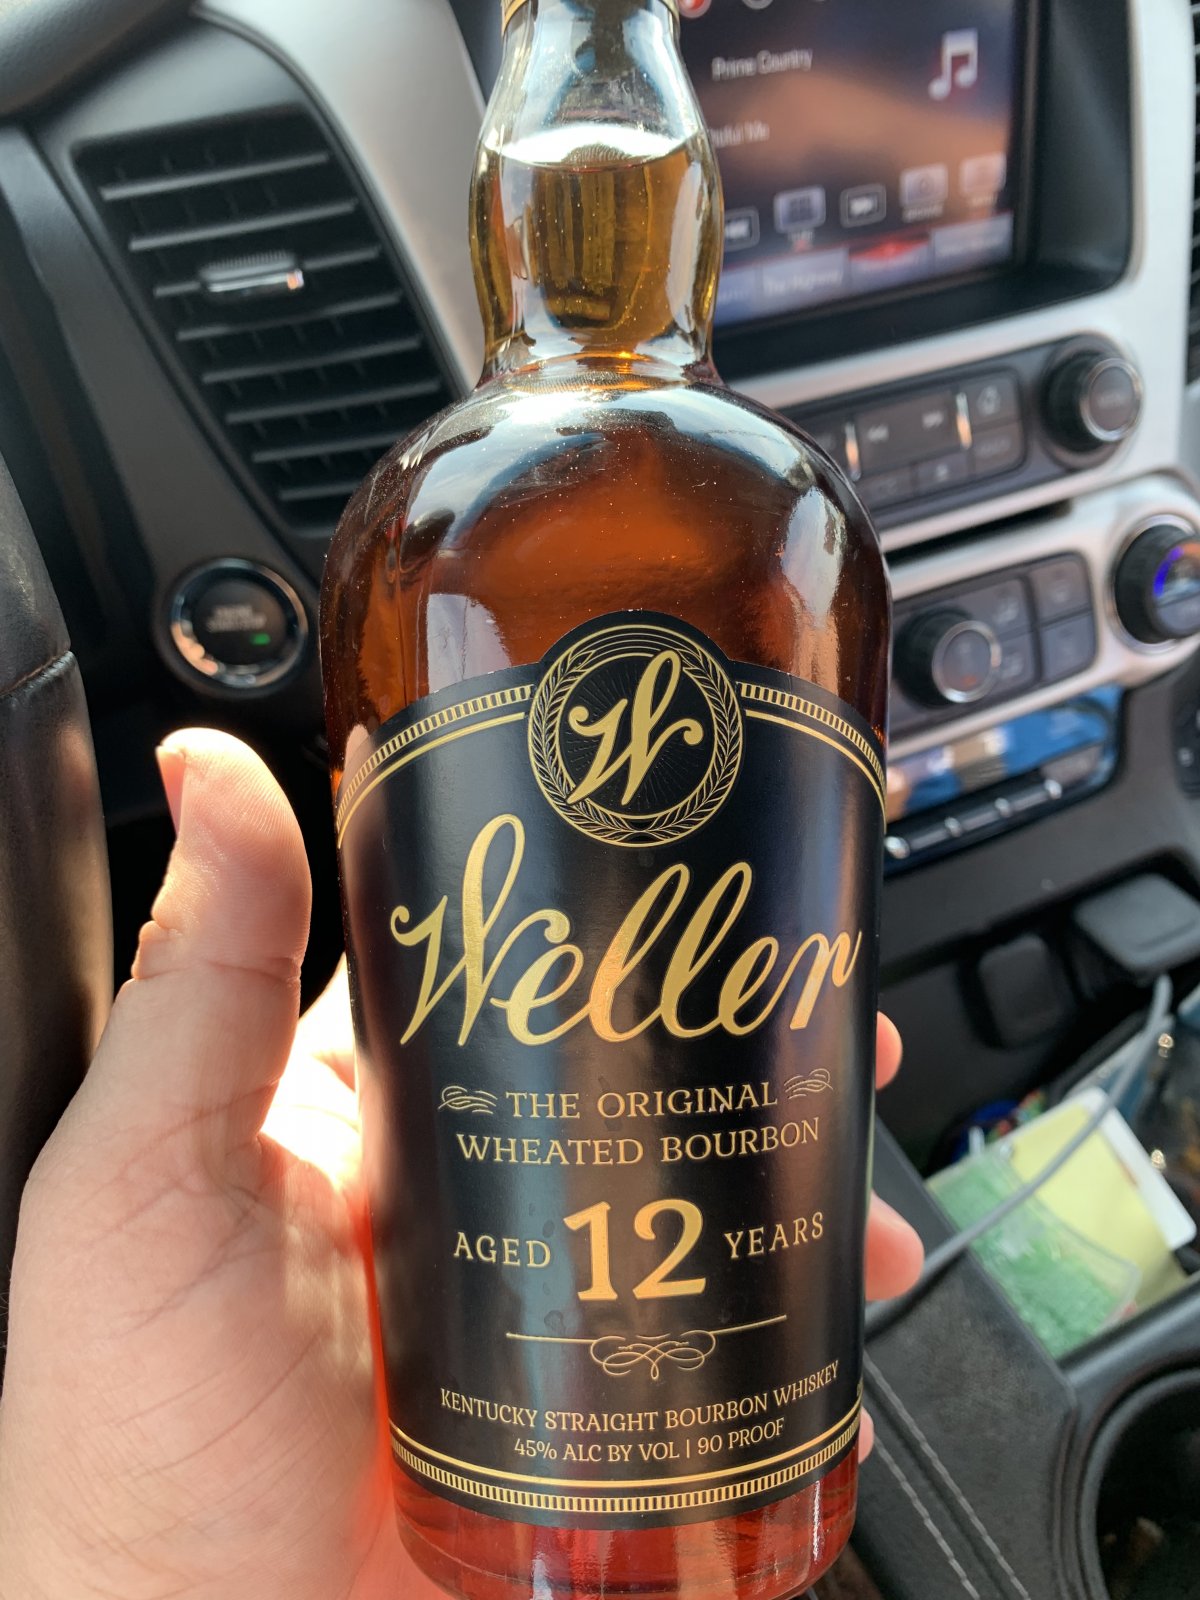 Prime Country
W
Weller
THE ORIGINAL
WHEATED BOURBON
AGED 12 YEARS
KENTUCKY STRAIGHT BOURBON WHISKEY
45% ALC BY VOL | 90 PROOF